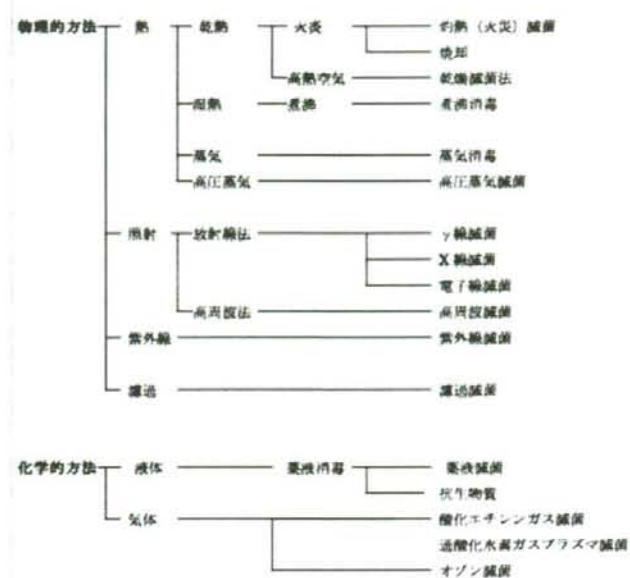 物理的方法 熱 乾熱 火炎 灼熱（火炎）滅菌
焼却
高熱空気 乾燥滅菌法
湿熱 煮沸 煮沸消毒
蒸気 蒸気消毒
高圧蒸気 高圧蒸気滅菌
照射 放射線法 γ線滅菌
X線滅菌
電子線滅菌
高周波法 高周波滅菌
紫外線 紫外線滅菌
濾過 濾過滅菌
化学的方法 液体 薬液消毒 薬液滅菌
抗生物質
気体 酸化エチレンガス滅菌
過酸化水素ガスプラズマ滅菌
オゾン滅菌